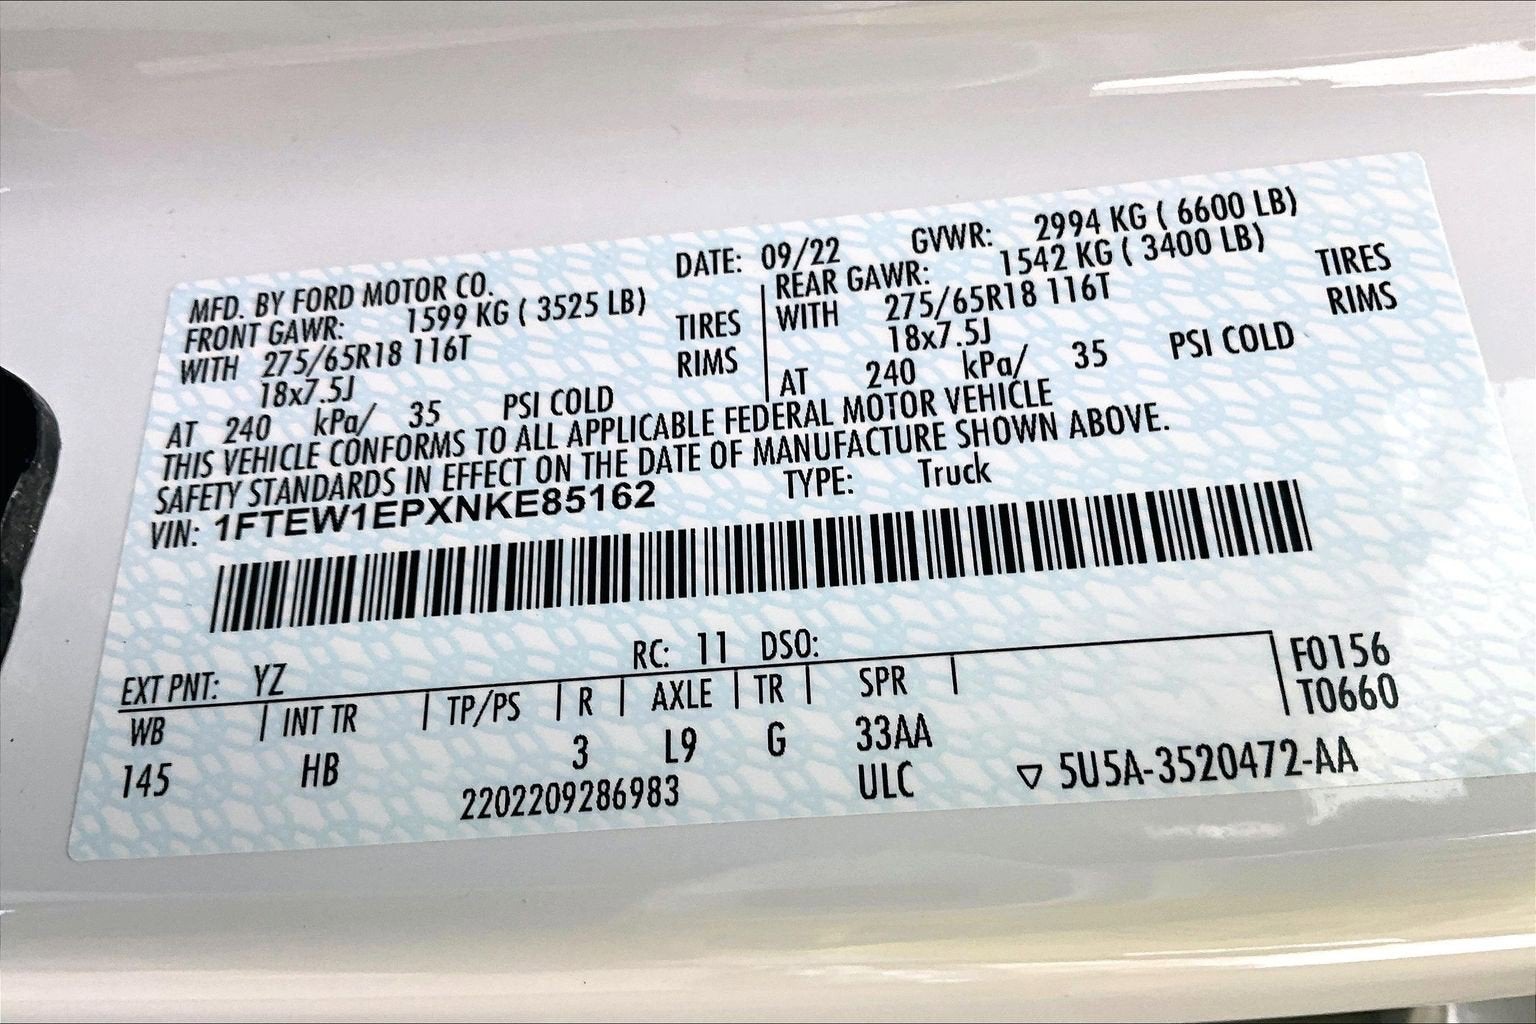 MFD. BY FORD MOTOR CO. DATE: 09/22 GVWR: 2994 KG ( 6600 LB)
FRONT GAWR: 1599 KG ( 3525 LB) REAR GAWR: 1542 KG ( 3400 LB)
WITH 275/65R18 116T TIRES WITH 275/65R18 116T TIRES
18x7.5J RIMS 18x7.5J RIMS
AT 240 kPa/ 35 PSI COLD AT 240 kPa/ 35 PSI COLD
THIS VEHICLE CONFORMS TO ALL APPLICABLE FEDERAL MOTOR VEHICLE
SAFETY STANDARDS IN EFFECT ON THE DATE OF MANUFACTURE SHOWN ABOVE.
VIN: 1FTEW1EPXNKE85162 TYPE: Truck
EXT PNT: YZ RC: 11 DSO: F0156
WB INT TR TP/PS R AXLE TR SPR T0660
145 HB 3 L9 G 33AA
2202209286983 ULC ▽ 5U5A-3520472-AA